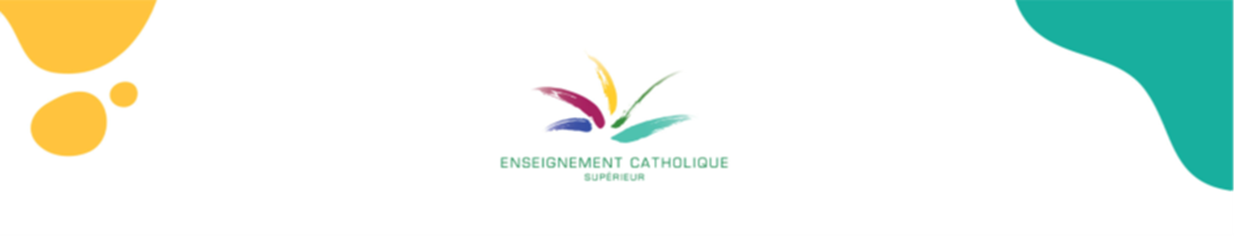 ENSEIGNEMENT CATHOLIQUE
SUPÉRIEUR